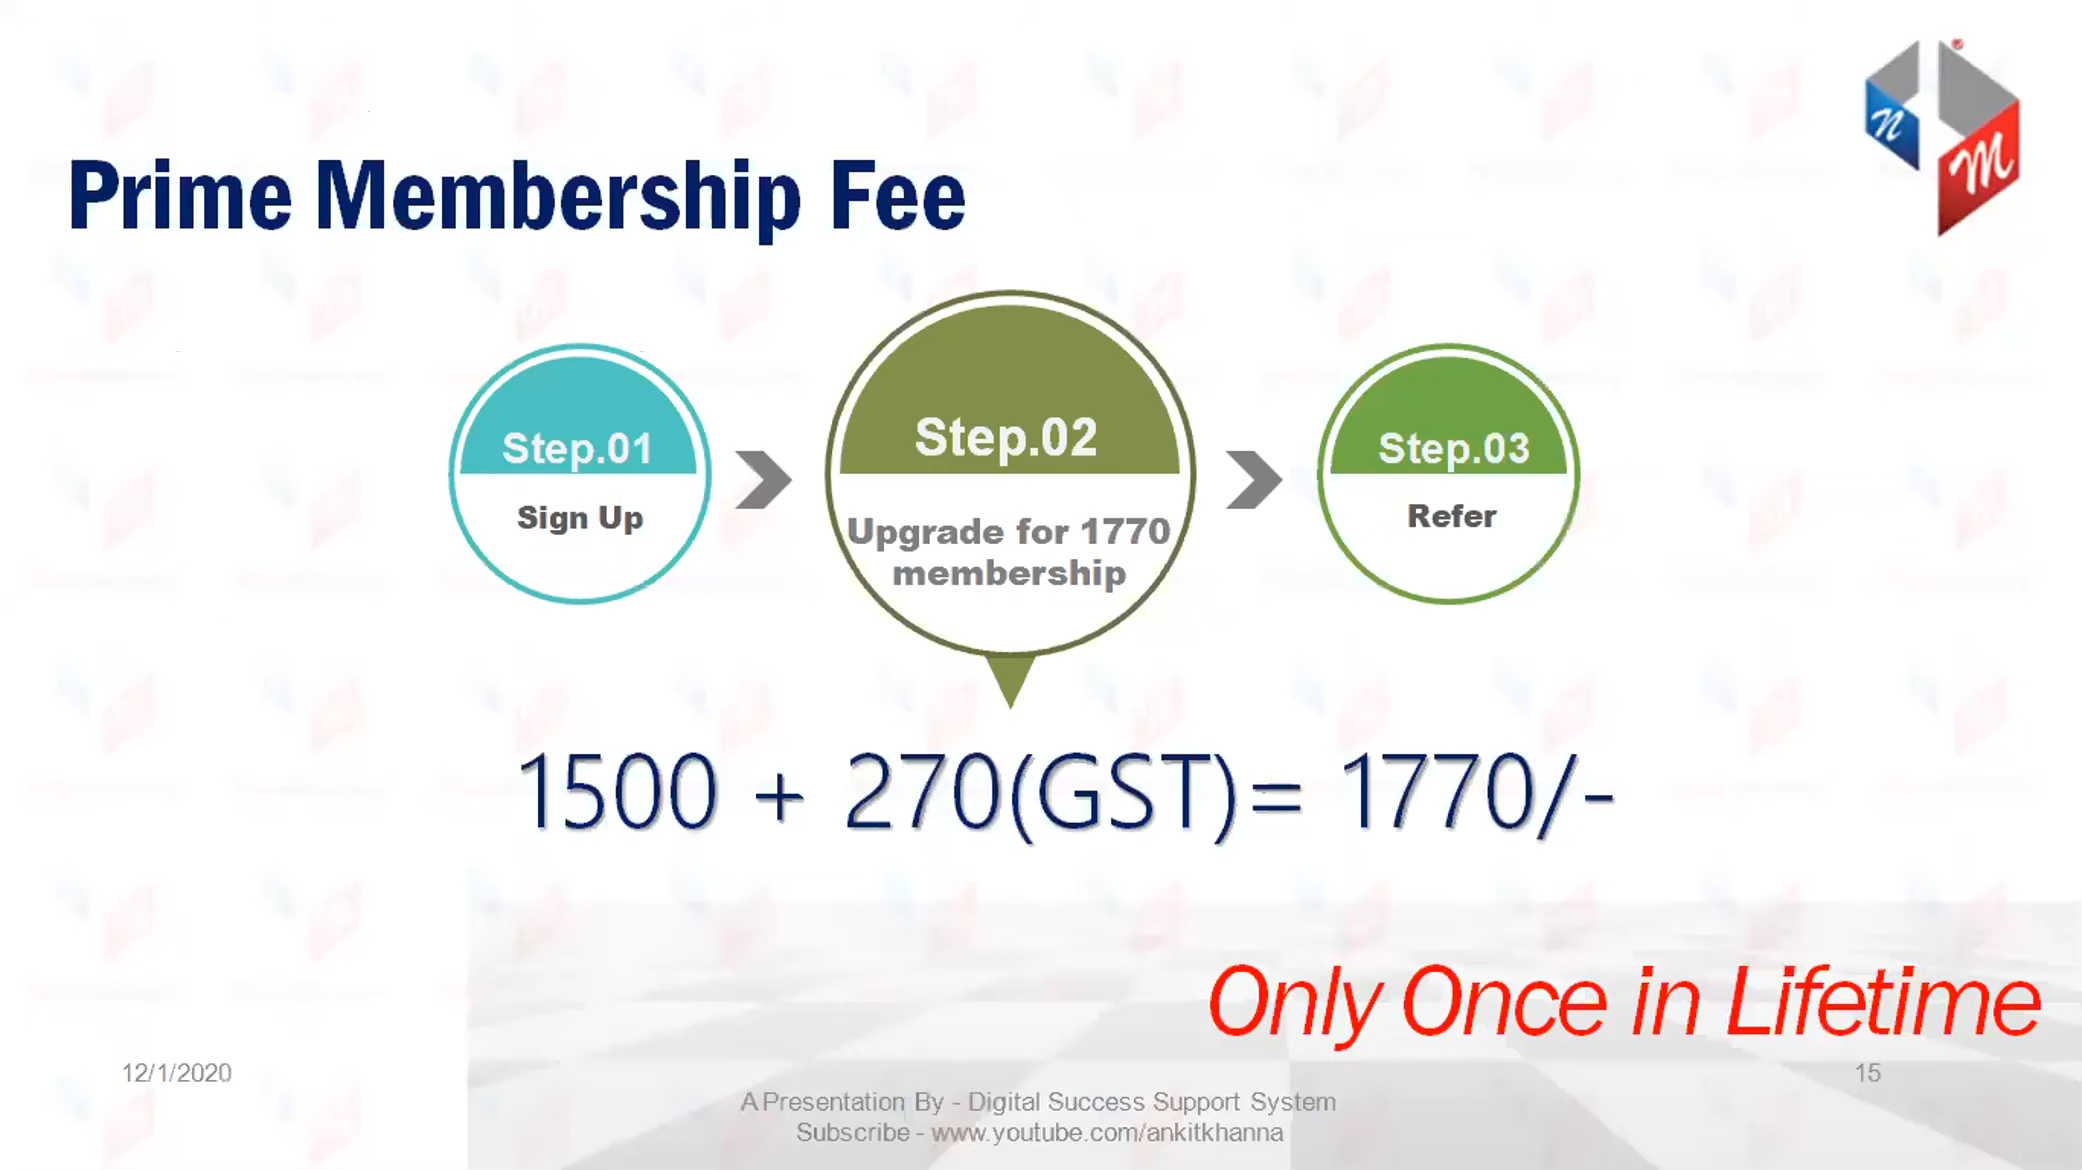 n
M
Prime Membership Fee
Step.01
Sign Up
Step.02
Upgrade for 1770
membership
Step.03
Refer
1500 + 270(GST)= 1770/-
Only Once in Lifetime
12/1/2020
15
A Presentation By - Digital Success Support System
Subscribe - www.youtube.com/ankitkhanna